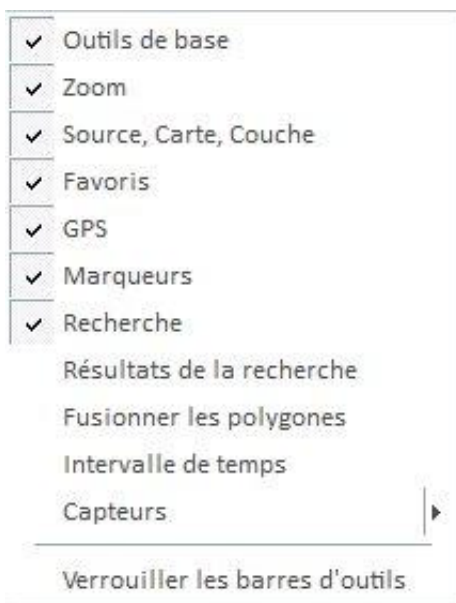 Outils de base
Zoom
Source, Carte, Couche
Favoris
GPS
Marqueurs
Recherche
Résultats de la recherche
Fusionner les polygones
Intervalle de temps
Capteurs
Verrouiller les barres d'outils